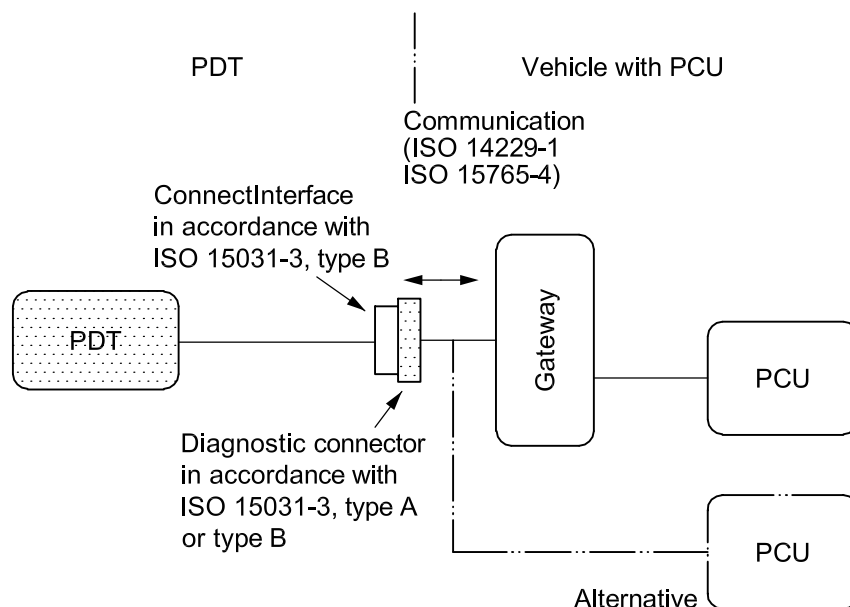 PDT
Vehicle with PCU
Communication
(ISO 14229-1
ISO 15765-4)
ConnectInterface
in accordance with
ISO 15031-3, type B
PDT
Gateway
PCU
Diagnostic connector
in accordance with
ISO 15031-3, type A
or type B
PCU
Alternative